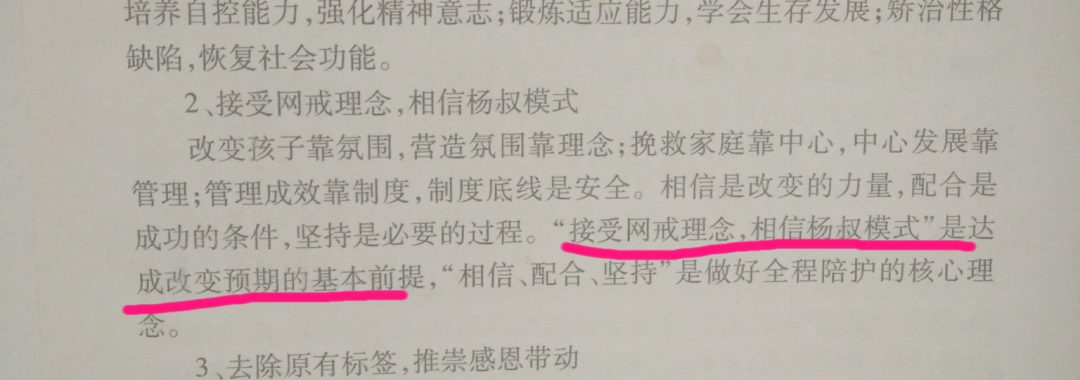 培养自控能力,强化精神意志;锻炼适应能力,学会生存发展;矫治性格
缺陷,恢复社会功能。
2、接受网戒理念,相信杨叔模式
改变孩子靠氛围,营造氛围靠理念;挽救家庭靠中心,中心发展靠
管理;管理成效靠制度,制度底线是安全。相信是改变的力量,配合是
成功的条件,坚持是必要的过程。“接受网戒理念,相信杨叔模式”是达
成改变预期的基本前提,“相信、配合、坚持”是做好全程陪护的核心理
念。
3、去除原有标签,推崇感恩带动